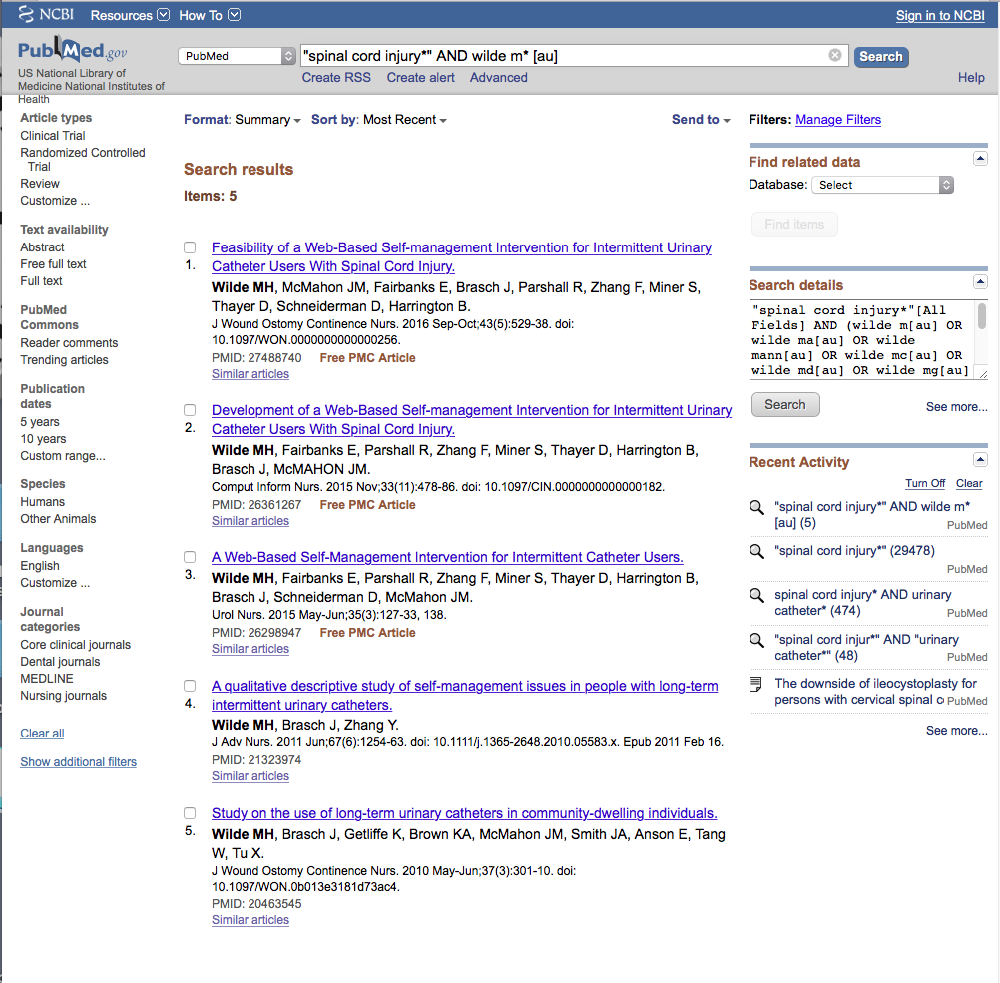 NCBI Resources How To Sign in to NCBI
PubMed.gov
US National Library of
Medicine National Institutes of
Health
PubMed
"spinal cord injury*" AND wilde m* [au]
Search
Create RSS Create alert Advanced
Help
Article types
Clinical Trial
Randomized Controlled
Trial
Review
Customize ...
Text availability
Abstract
Free full text
Full text
PubMed
Commons
Reader comments
Trending articles
Publication
dates
5 years
10 years
Custom range...
Species
Humans
Other Animals
Languages
English
Customize ...
Journal
categories
Core clinical journals
Dental journals
MEDLINE
Nursing journals
Clear all
Show additional filters
Format: Summary Sort by: Most Recent Send to
Search results
Items: 5
1.
Feasibility of a Web-Based Self-management Intervention for Intermittent Urinary
Catheter Users With Spinal Cord Injury.
Wilde MH, McMahon JM, Fairbanks E, Brasch J, Parshall R, Zhang F, Miner S,
Thayer D, Schneiderman D, Harrington B.
J Wound Ostomy Continence Nurs. 2016 Sep-Oct;43(5):529-38. doi:
10.1097/WON.0000000000000256.
PMID: 27488740 Free PMC Article
Similar articles
2.
Development of a Web-Based Self-management Intervention for Intermittent Urinary
Catheter Users With Spinal Cord Injury.
Wilde MH, Fairbanks E, Parshall R, Zhang F, Miner S, Thayer D, Harrington B,
Brasch J, McMAHON JM.
Comput Inform Nurs. 2015 Nov;33(11):478-86. doi: 10.1097/CIN.0000000000000182.
PMID: 26361267 Free PMC Article
Similar articles
3.
A Web-Based Self-Management Intervention for Intermittent Catheter Users.
Wilde MH, Fairbanks E, Parshall R, Zhang F, Miner S, Thayer D, Harrington B,
Brasch J, Schneiderman D, McMahon JM.
Urol Nurs. 2015 May-Jun;35(3):127-33, 138.
PMID: 26298947 Free PMC Article
Similar articles
4.
A qualitative descriptive study of self-management issues in people with long-term
intermittent urinary catheters.
Wilde MH, Brasch J, Zhang Y.
J Adv Nurs. 2011 Jun;67(6):1254-63. doi: 10.1111/j.1365-2648.2010.05583.x. Epub 2011 Feb 16.
PMID: 21323974
Similar articles
5.
Study on the use of long-term urinary catheters in community-dwelling individuals.
Wilde MH, Brasch J, Getliffe K, Brown KA, McMahon JM, Smith JA, Anson E, Tang
W, Tu X.
J Wound Ostomy Continence Nurs. 2010 May-Jun;37(3):301-10. doi:
10.1097/WON.0b013e3181d73ac4.
PMID: 20463545
Similar articles
Filters: Manage Filters
Find related data
Database: Select
Find items
Search details
"spinal cord injury*"[All
Fields] AND (wilde m[au] OR
wilde ma[au] OR wilde
mann[au] OR wilde mc[au] OR
wilde md[au] OR wilde mg[au]
Search
See more...
Recent Activity
Turn Off Clear
"spinal cord injury*" AND wilde m*
[au] (5)
PubMed
"spinal cord injury*" (29478)
PubMed
spinal cord injury* AND urinary
catheter* (474)
PubMed
"spinal cord injur*" AND "urinary
catheter*" (48)
PubMed
The downside of ileocystoplasty for
persons with cervical spinal c PubMed
See more...